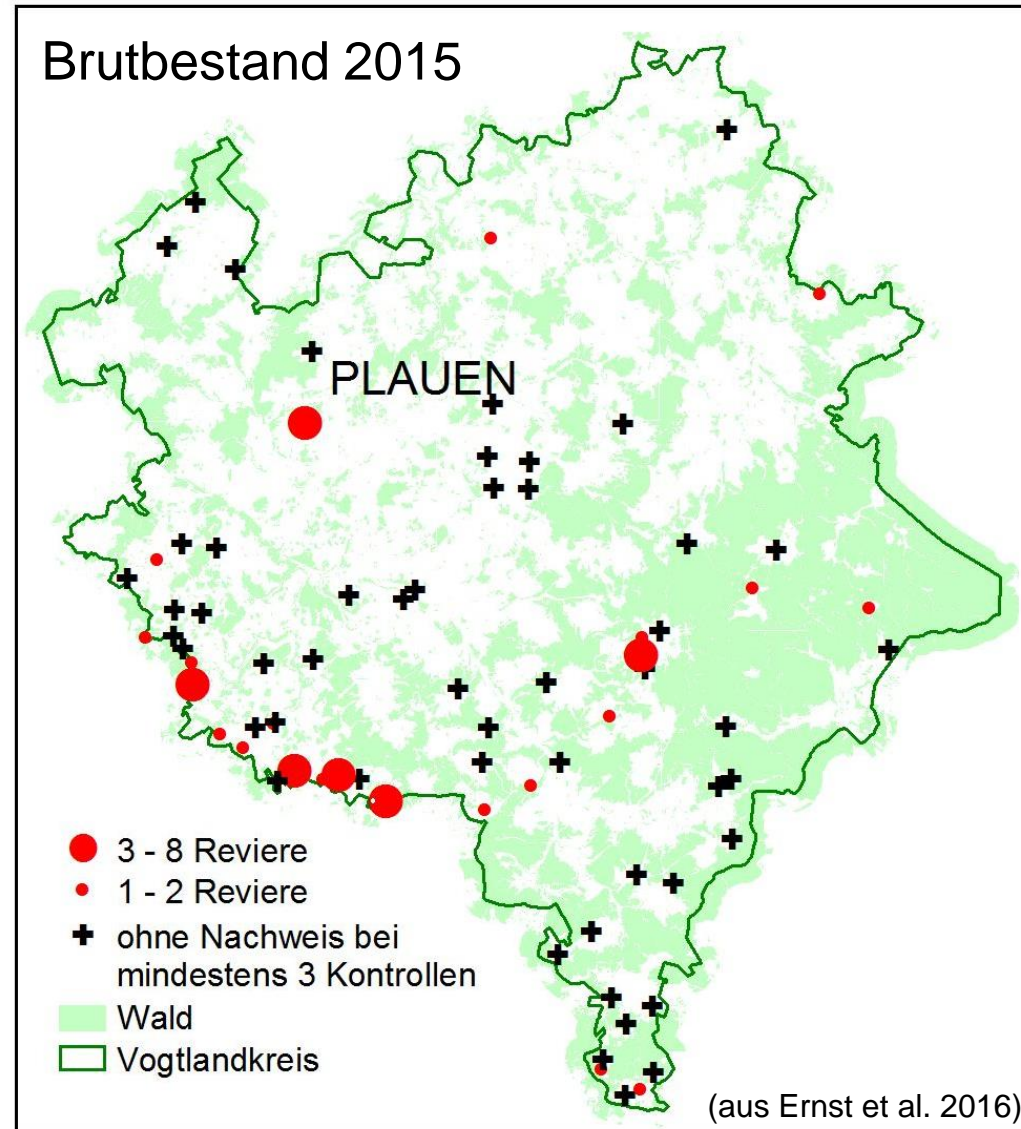 Brutbestand 2015
PLAUEN
3 - 8 Reviere
1 - 2 Reviere
ohne Nachweis bei
mindestens 3 Kontrollen
Wald
Vogtlandkreis
(aus Ernst et al. 2016)